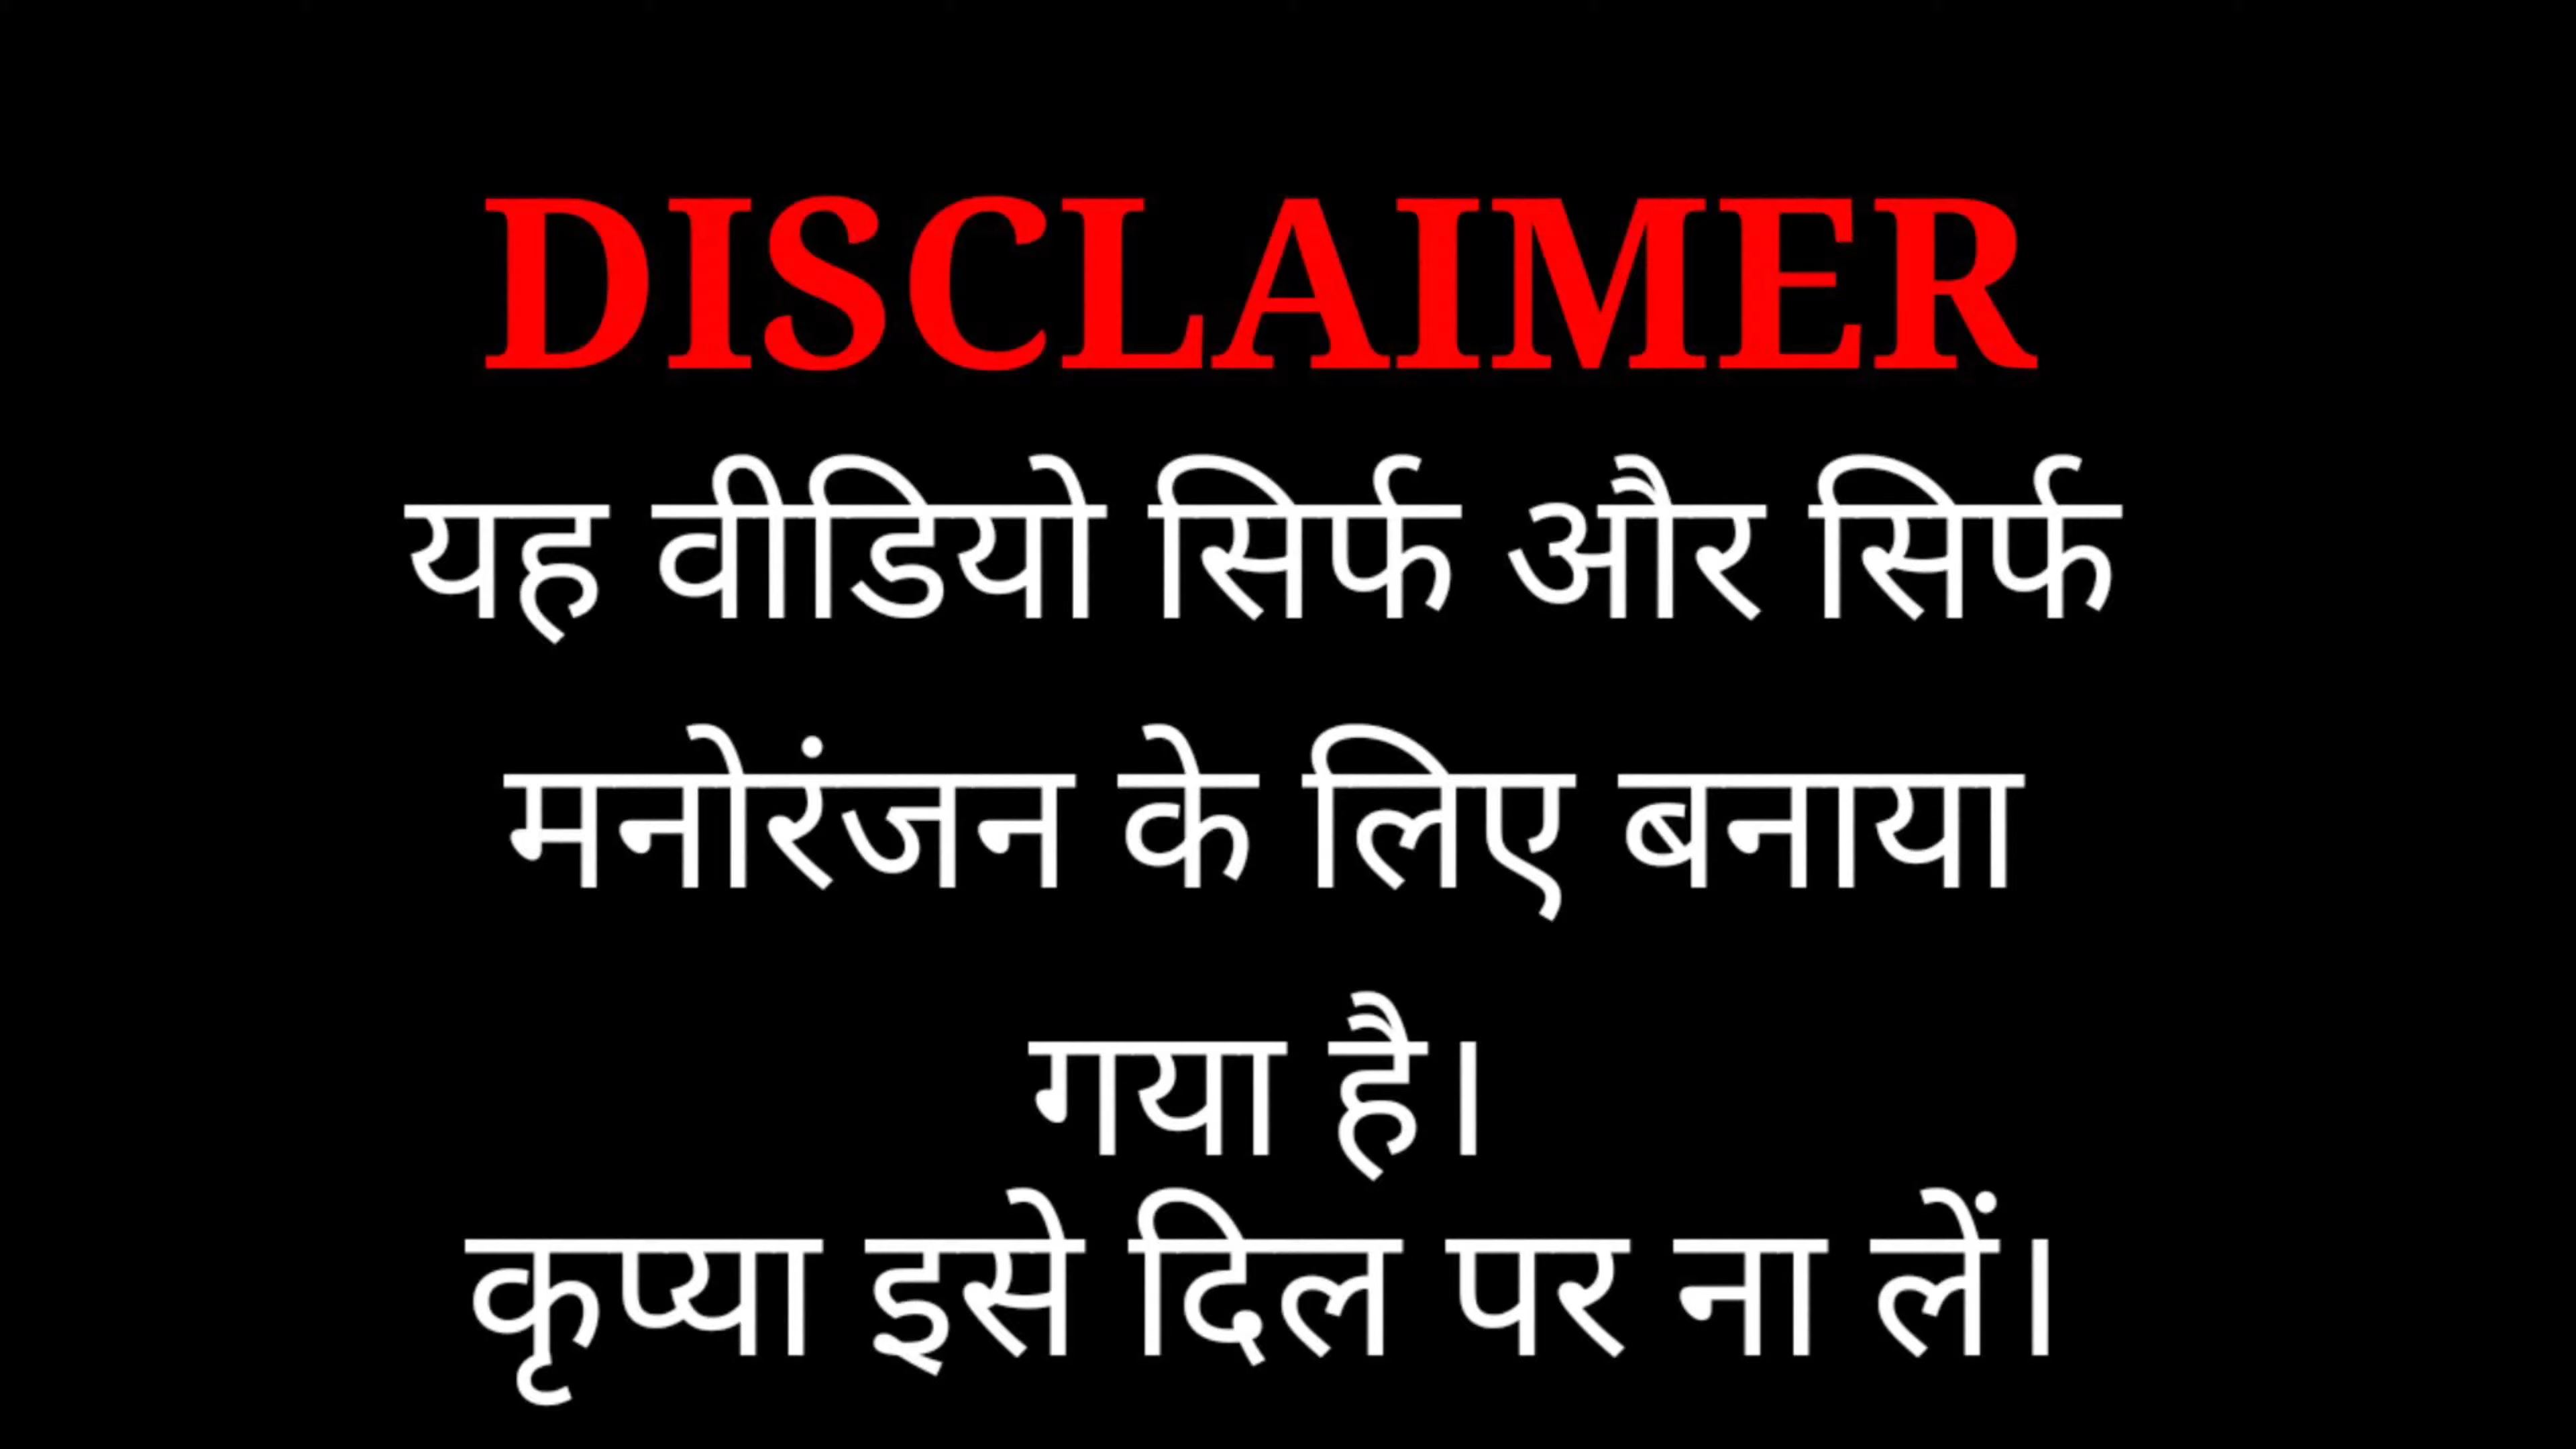 DISCLAIMER
यह वीडियो सिर्फ और सिर्फ
मनोरंजन के लिए बनाया
गया है।
कृप्या इसे दिल पर ना लें।